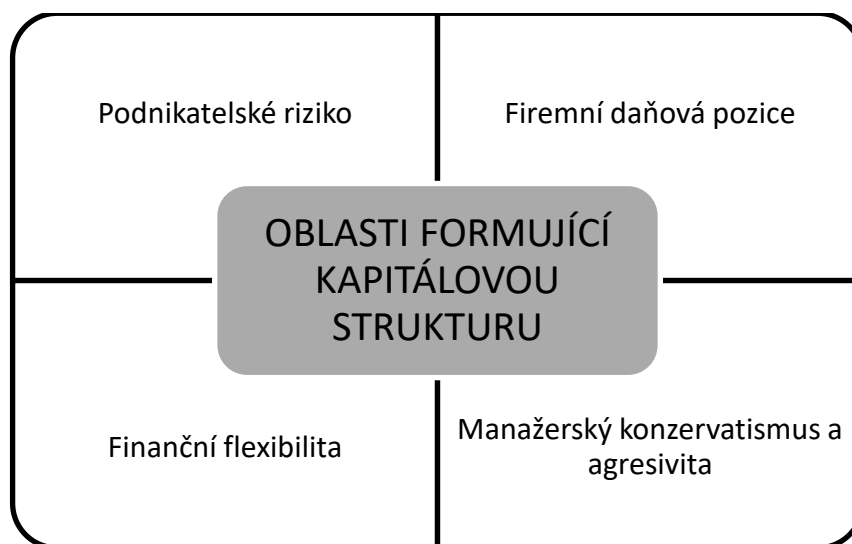 Podnikatelské riziko
Firemní daňová pozice
OBLASTI FORMUJÍCÍ
KAPITÁLOVOU
STRUKTURU
Finanční flexibilita
Manažerský konzervatismus a
agresivita